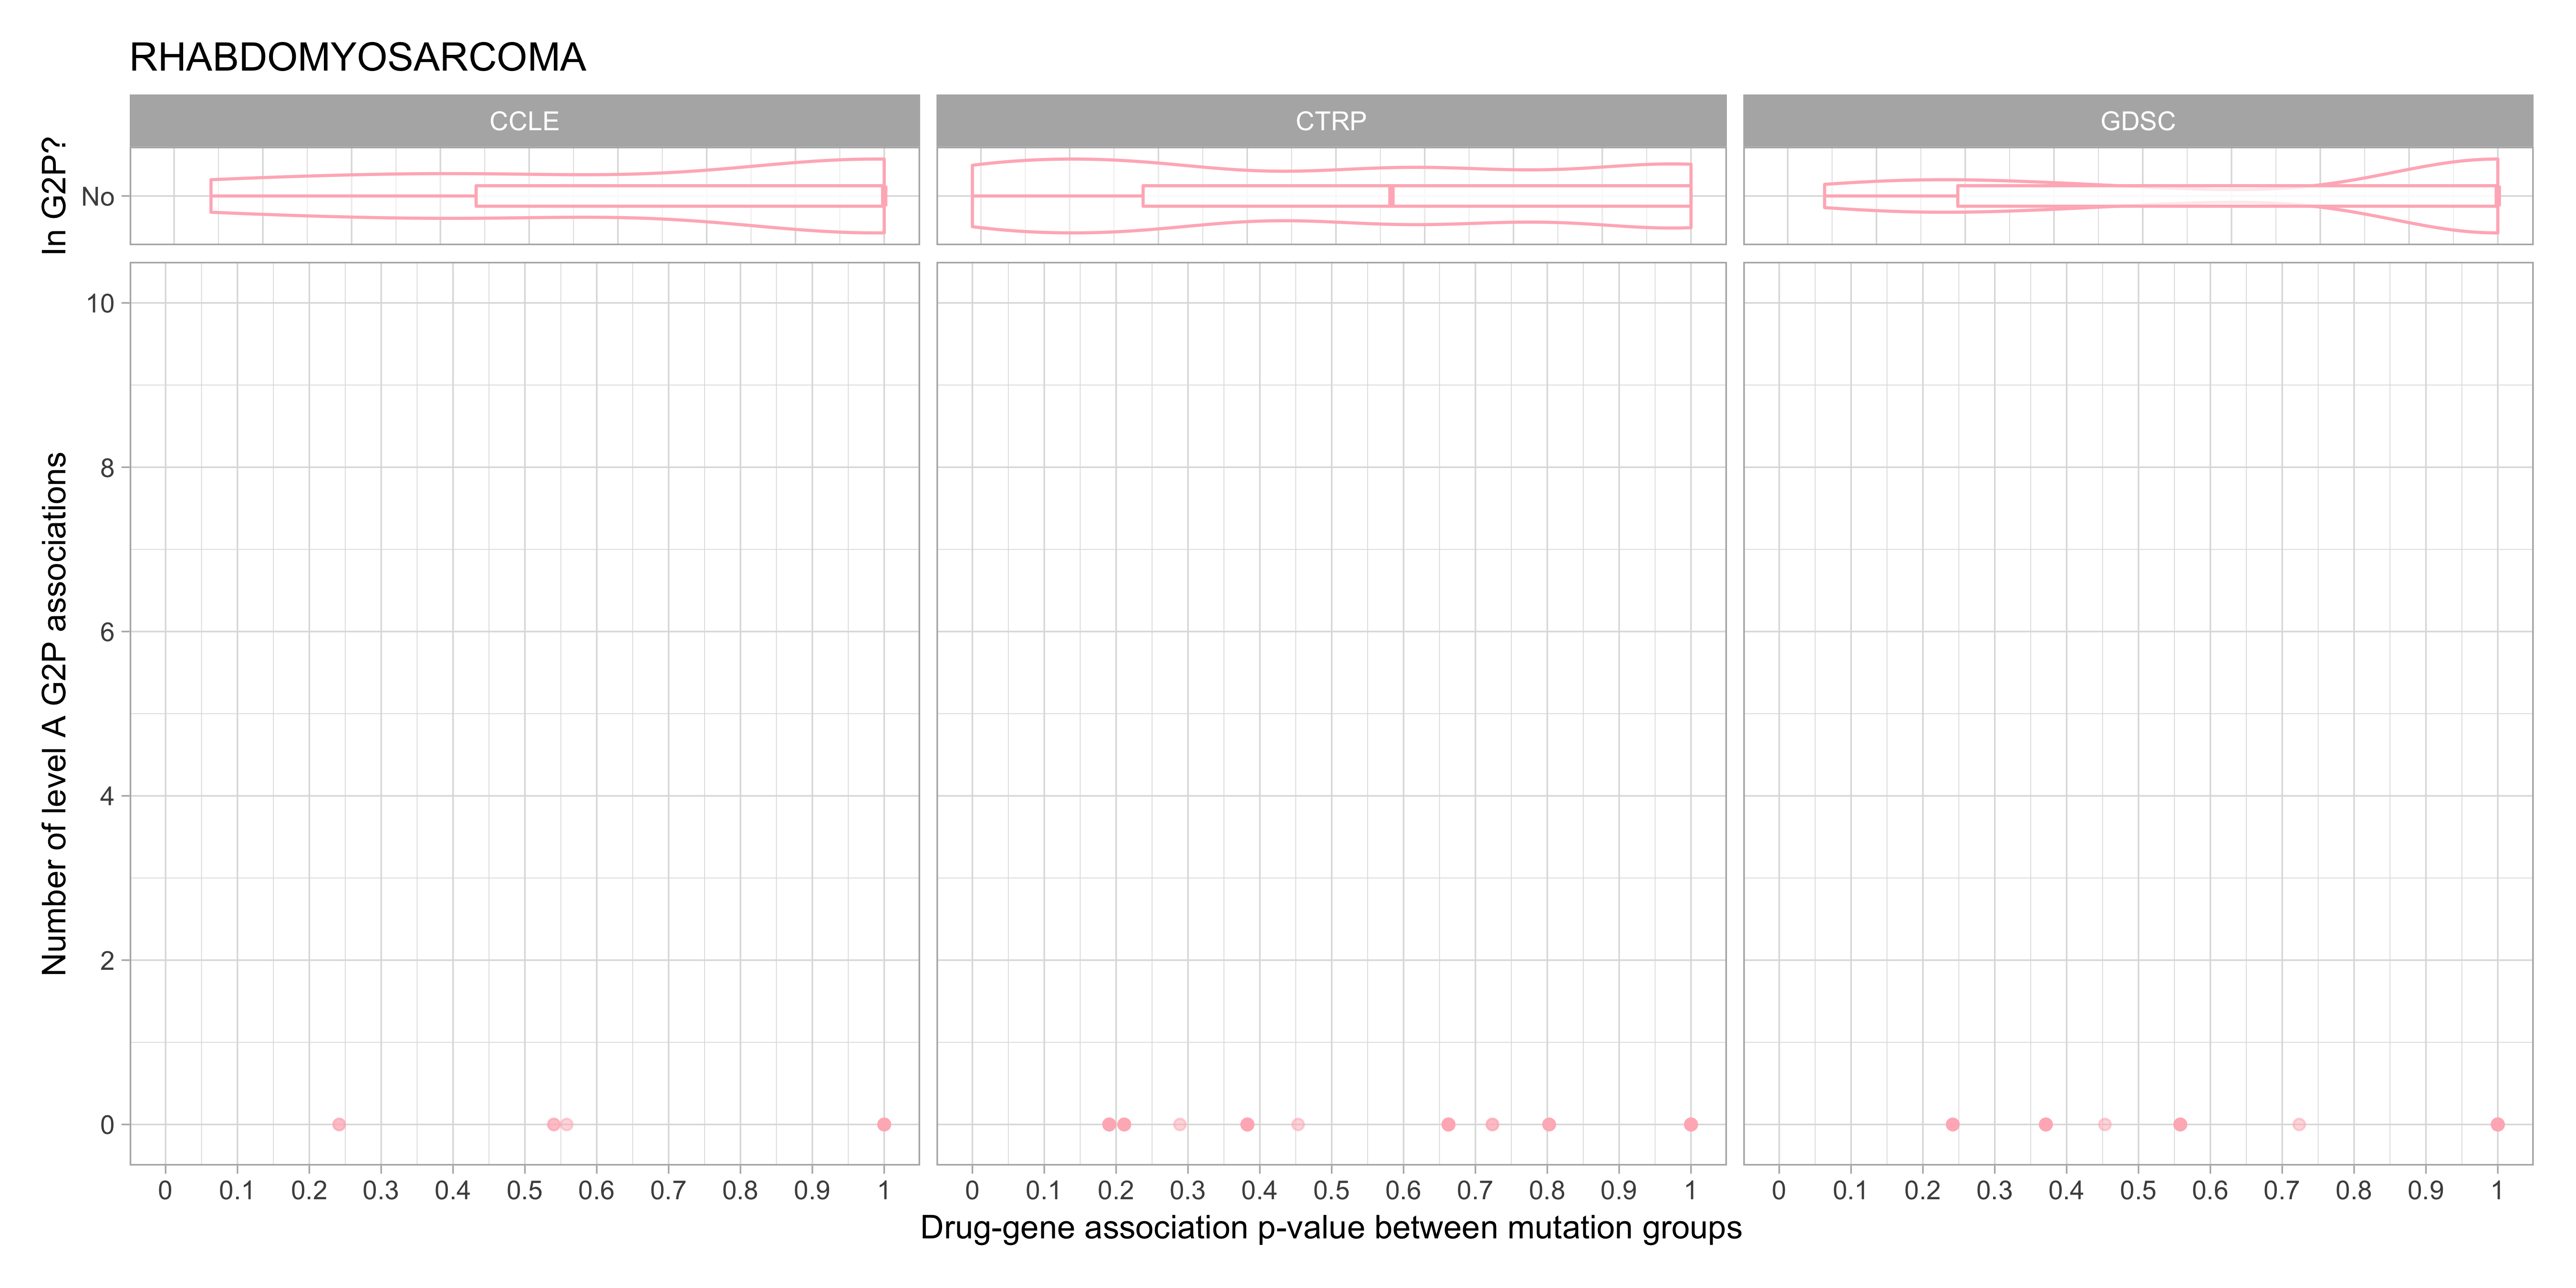 RHABDOMYOSARCOMA
CCLE
CTRP
GDSC
In G2P?
No
Number of level A G2P associations
10
8
6
4
2
0
0 0.1 0.2 0.3 0.4 0.5 0.6 0.7 0.8 0.9 1
0 0.1 0.2 0.3 0.4 0.5 0.6 0.7 0.8 0.9 1
0 0.1 0.2 0.3 0.4 0.5 0.6 0.7 0.8 0.9 1
Drug-gene association p-value between mutation groups